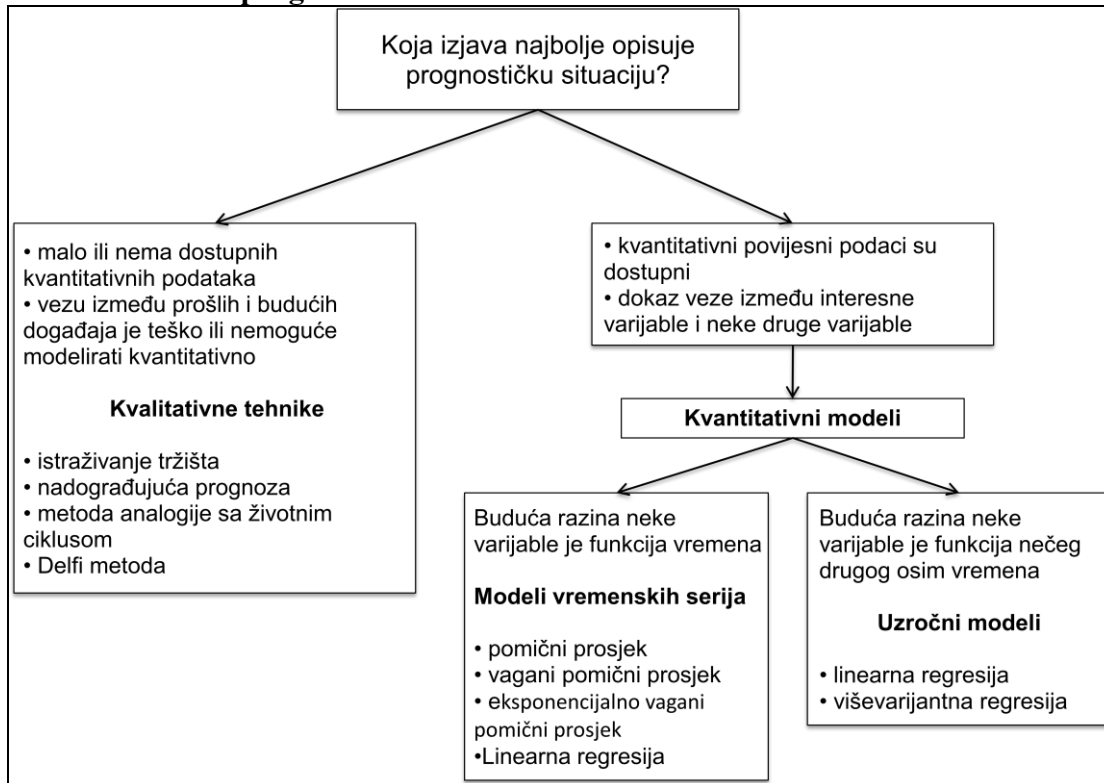 Koja izjava najbolje opisuje
prognostičku situaciju?
• malo ili nema dostupnih
kvantitativnih podataka
• vezu između prošlih i budućih
događaja je teško ili nemoguće
modelirati kvantitativno
Kvalitativne tehnike
• istraživanje tržišta
• nadograđujuća prognoza
• metoda analogije sa životnim
ciklusom
• Delfi metoda
• kvantitativni povijesni podaci su
dostupni
• dokaz veze između interesne
varijable i neke druge varijable
Kvantitativni modeli
Buduća razina neke
varijable je funkcija vremena
Modeli vremenskih serija
• pomični prosjek
• vagani pomični prosjek
• eksponencijalno vagani
pomični prosjek
•Linearna regresija
Buduća razina neke
varijable je funkcija nečeg
drugog osim vremena
Uzročni modeli
• linearna regresija
• viševarijantna regresija